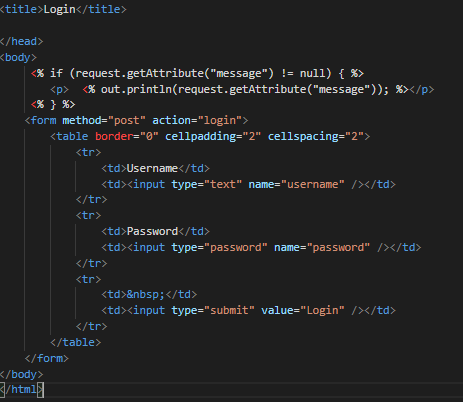 <title>Login</title>
</head>
<body>
<% if (request.getAttribute("message") != null) { %>
<p>  <% out.println(request.getAttribute("message")); %></p>
<% } %>
<form method="post" action="login">
<table border="0" cellpadding="2" cellspacing="2">
<tr>
<td>Username</td>
<td><input type="text" name="username" /></td>
</tr>
<tr>
<td>Password</td>
<td><input type="password" name="password" /></td>
</tr>
<tr>
<td>&nbsp;</td>
<td><input type="submit" value="Login" /></td>
</tr>
</table>
</form>
</body>
</html>